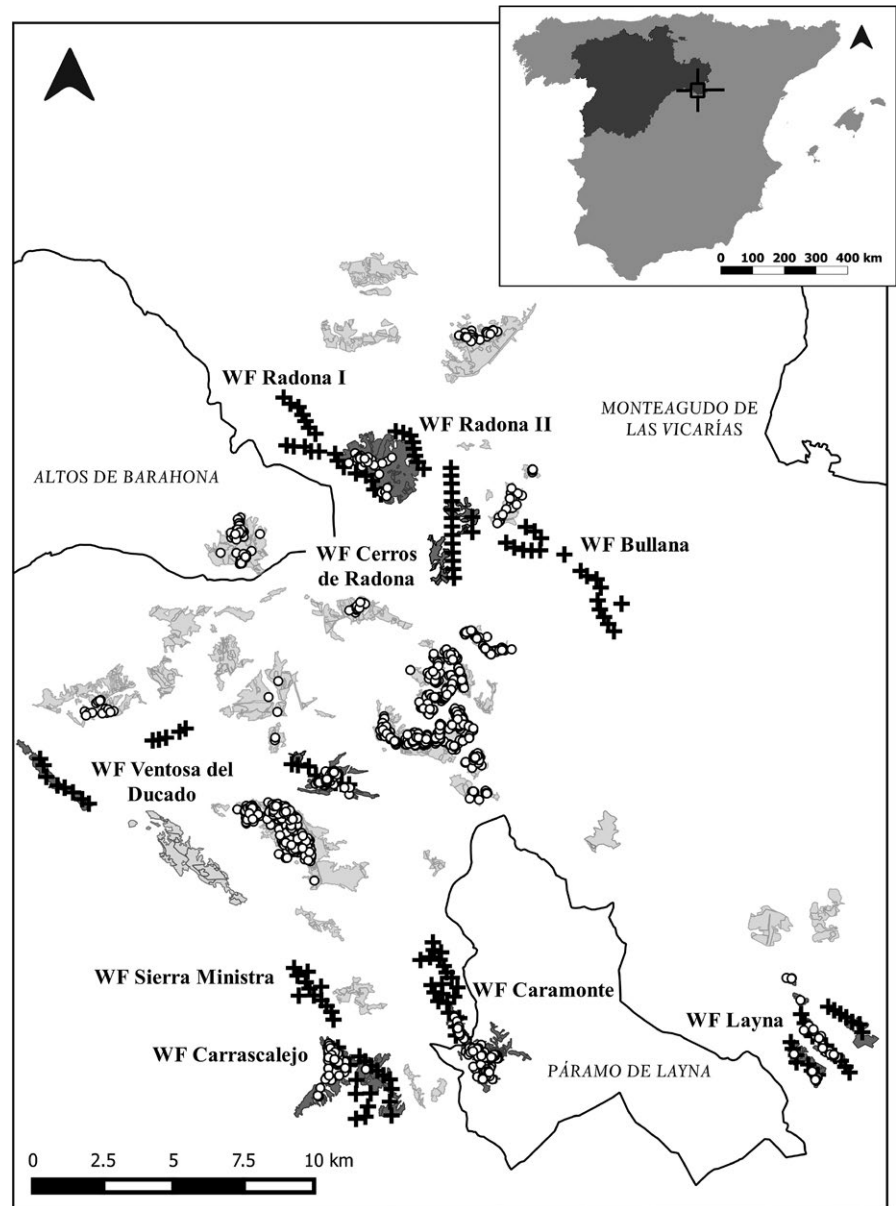 0 100 200 300 400 km
WF Radona I
WF Radona II
MONTEAGUDO DE
LAS VICARÍAS
ALTOS DE BARAHONA
WF Cerros
de Radona
WF Bullana
WF Ventosa del
Ducado
WF Sierra Ministra
WF Caramonte
WF Layna
WF Carrascalejo
PÁRAMO DE LAYNA
0 2.5 5 7.5 10 km